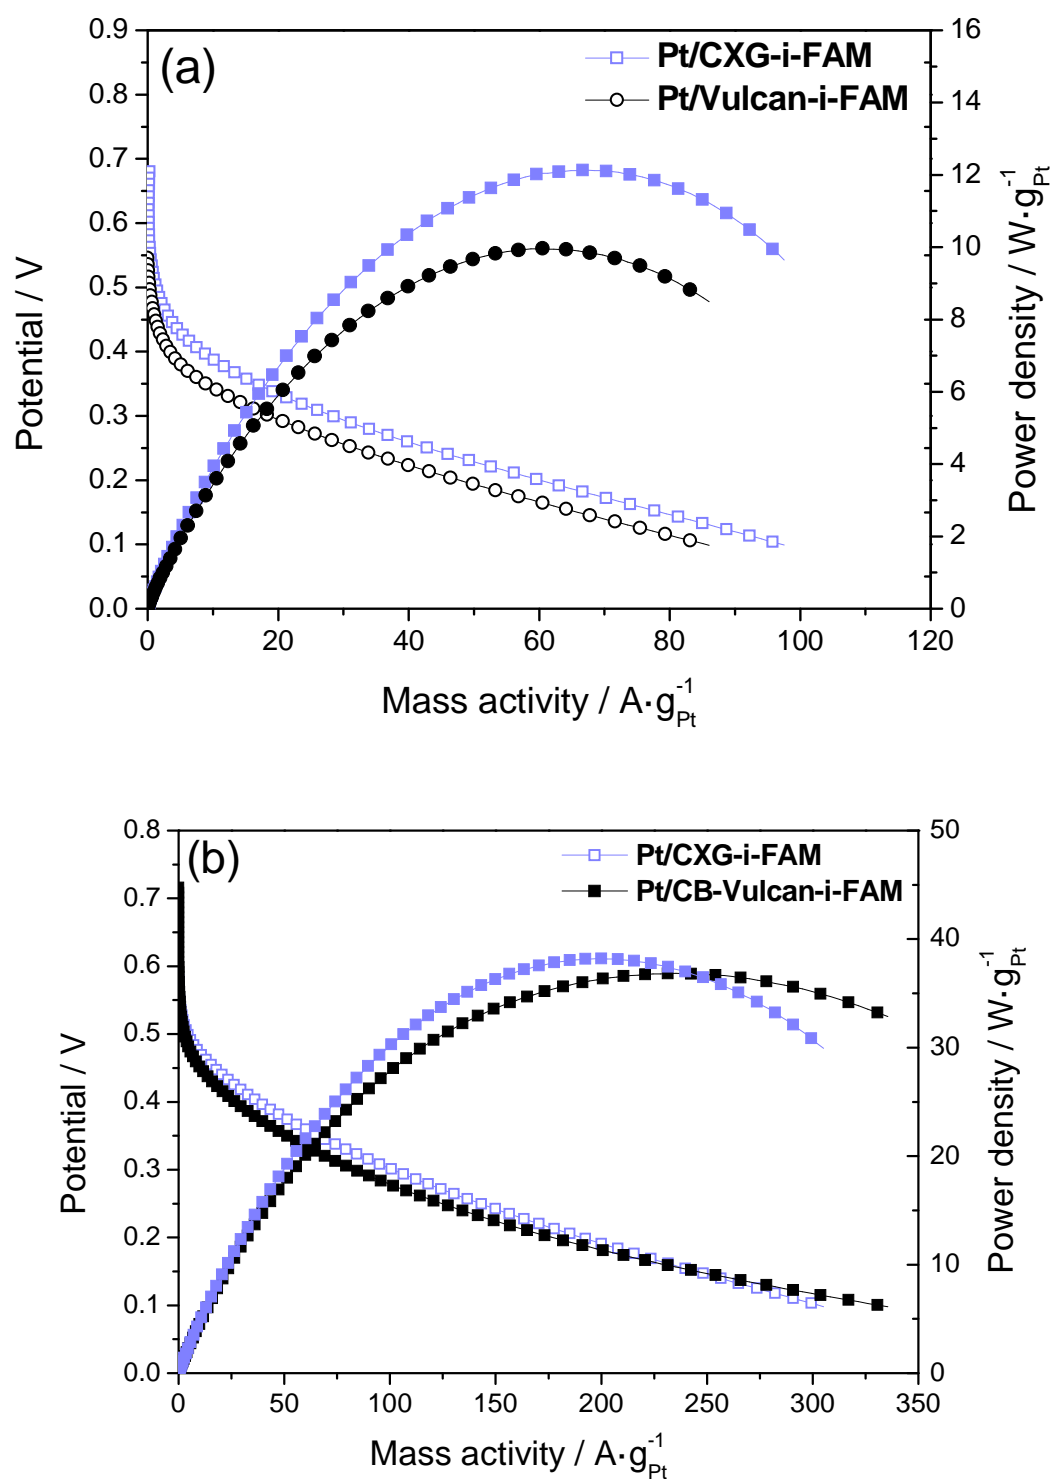 (a)
Pt/CXG-i-FAM
Pt/Vulcan-i-FAM
0.9
0.8
0.7
0.6
0.5
0.4
0.3
0.2
0.1
0.0
Potential / V
16
14
12
10
8
6
4
2
0
Power density / W·g⁻¹Pt
0 20 40 60 80 100 120
Mass activity / A·g⁻¹Pt
(b)
Pt/CXG-i-FAM
Pt/CB-Vulcan-i-FAM
0.8
0.7
0.6
0.5
0.4
0.3
0.2
0.1
0.0
Potential / V
50
40
30
20
10
0
Power density / W·g⁻¹Pt
0 50 100 150 200 250 300 350
Mass activity / A·g⁻¹Pt